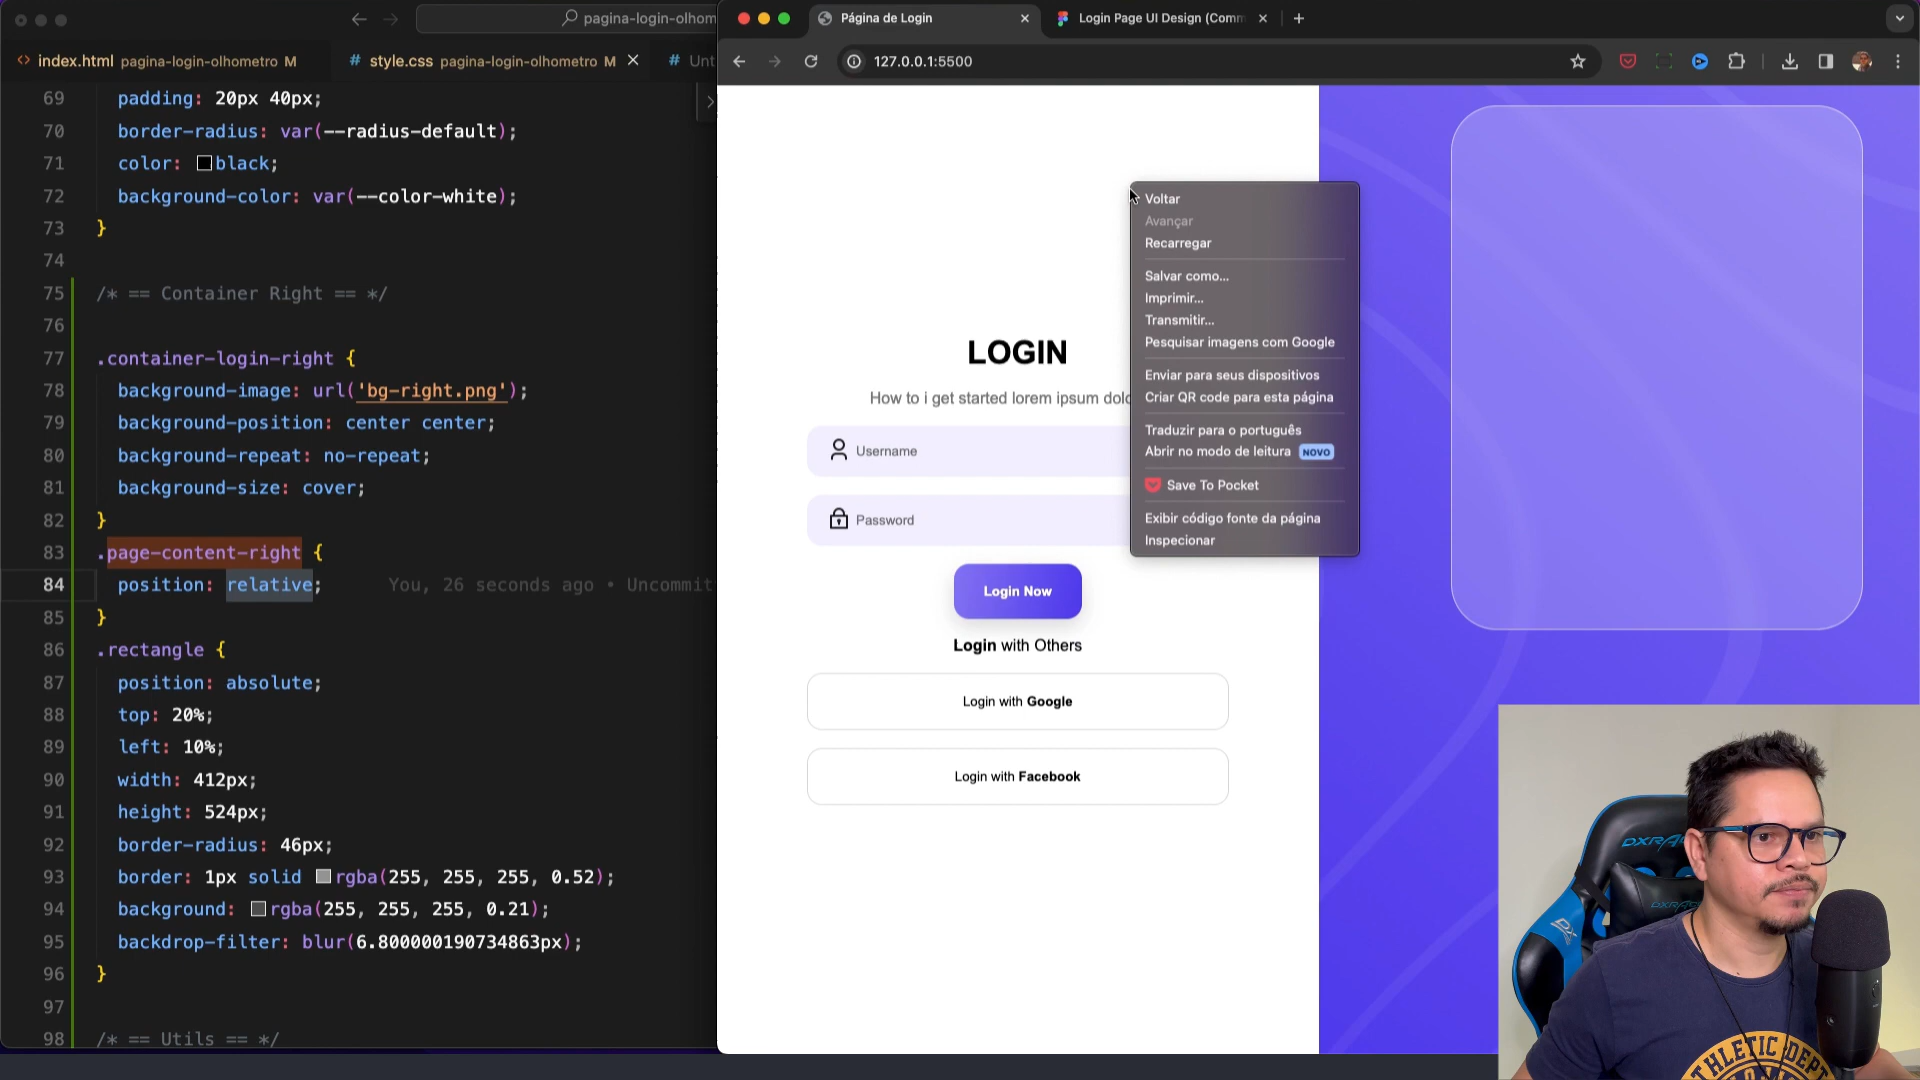 pagina-login-olhom
index.html pagina-login-olhometro M
# style.css pagina-login-olhometro M
# Unt
69 padding: 20px 40px;
70 border-radius: var(--radius-default);
71 color: black;
72 background-color: var(--color-white);
73 }
74
75 /* == Container Right == */
76
77 .container-login-right {
78 background-image: url('bg-right.png');
79 background-position: center center;
80 background-repeat: no-repeat;
81 background-size: cover;
82 }
83 .page-content-right {
84 position: relative; You, 26 seconds ago • Uncommit
85 }
86 .rectangle {
87 position: absolute;
88 top: 20%;
89 left: 10%;
90 width: 412px;
91 height: 524px;
92 border-radius: 46px;
93 border: 1px solid rgba(255, 255, 255, 0.52);
94 background: rgba(255, 255, 255, 0.21);
95 backdrop-filter: blur(6.800000190734863px);
96 }
97
98 /* == Utils == */
Página de Login
Login Page UI Design (Comm
127.0.0.1:5500
LOGIN
How to i get started lorem ipsum dolo
Username
Password
Login Now
Login with Others
Login with Google
Login with Facebook
Voltar
Avançar
Recarregar
Salvar como...
Imprimir...
Transmitir...
Pesquisar imagens com Google
Enviar para seus dispositivos
Criar QR code para esta página
Traduzir para o português
Abrir no modo de leitura NOVO
Save To Pocket
Exibir código fonte da página
Inspecionar
DXRA
DXRAC
THLETIC DEPT